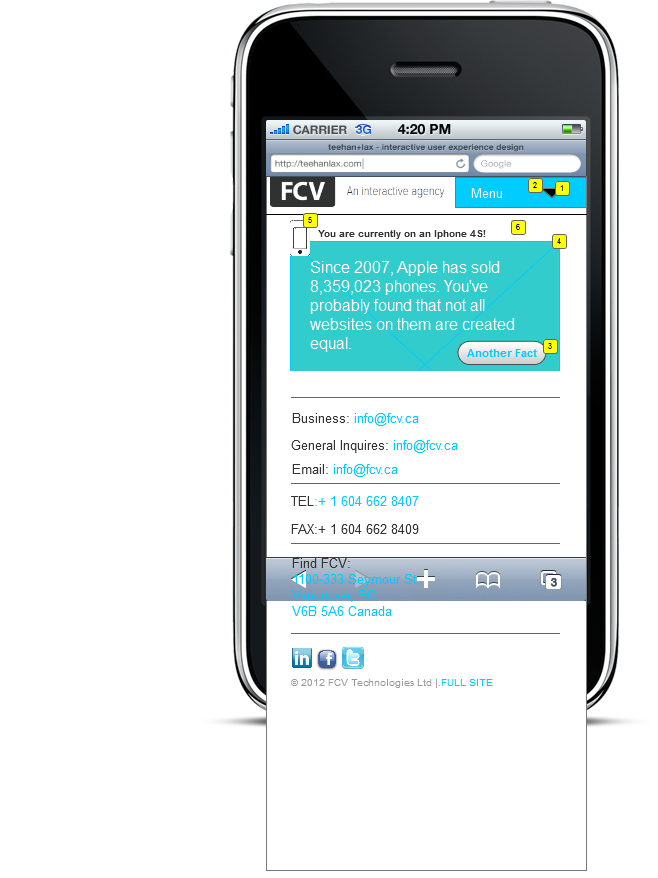 CARRIER 3G 4:20 PM
teehan+lax - interactive user experience design
http://teehanlax.com Google
FCV An interactive agency Menu 2 1
5
You are currently on an Iphone 4S! 6
4
Since 2007, Apple has sold
8,359,023 phones. You've
probably found that not all
websites on them are created
equal.
Another Fact 3
Business: info@fcv.ca
General Inquires: info@fcv.ca
Email: info@fcv.ca
TEL:+ 1 604 662 8407
FAX:+ 1 604 662 8409
Find FCV:
1100-333 Seymour St
Vancouver, BC
V6B 5A6 Canada
3
in f t
© 2012 FCV Technologies Ltd |.FULL SITE